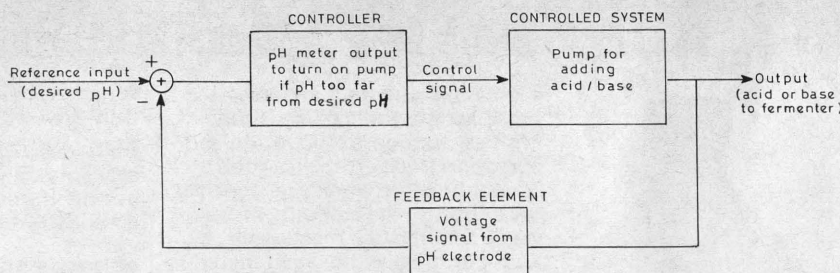 CONTROLLER
CONTROLLED SYSTEM
+
Reference input
(desired pH)
+
−
pH meter output
to turn on pump
if pH too far
from desired pH
Control
signal
Pump for
adding
acid / base
Output
(acid or base
to fermenter)
FEEDBACK ELEMENT
Voltage
signal from
pH electrode